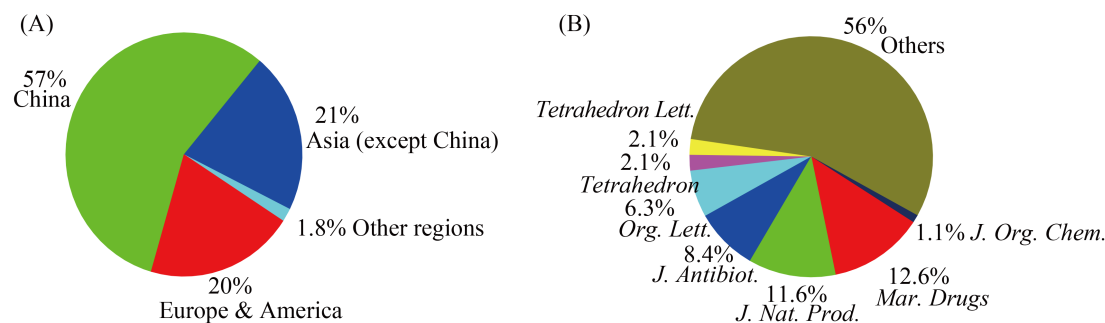 (A)
57%
China
21%
Asia (except China)
1.8% Other regions
20%
Europe & America
(B)
56%
Others
Tetrahedron Lett.
2.1%
2.1%
Tetrahedron
6.3%
Org. Lett.
8.4%
J. Antibiot.
11.6%
J. Nat. Prod.
12.6%
Mar. Drugs
1.1% J. Org. Chem.